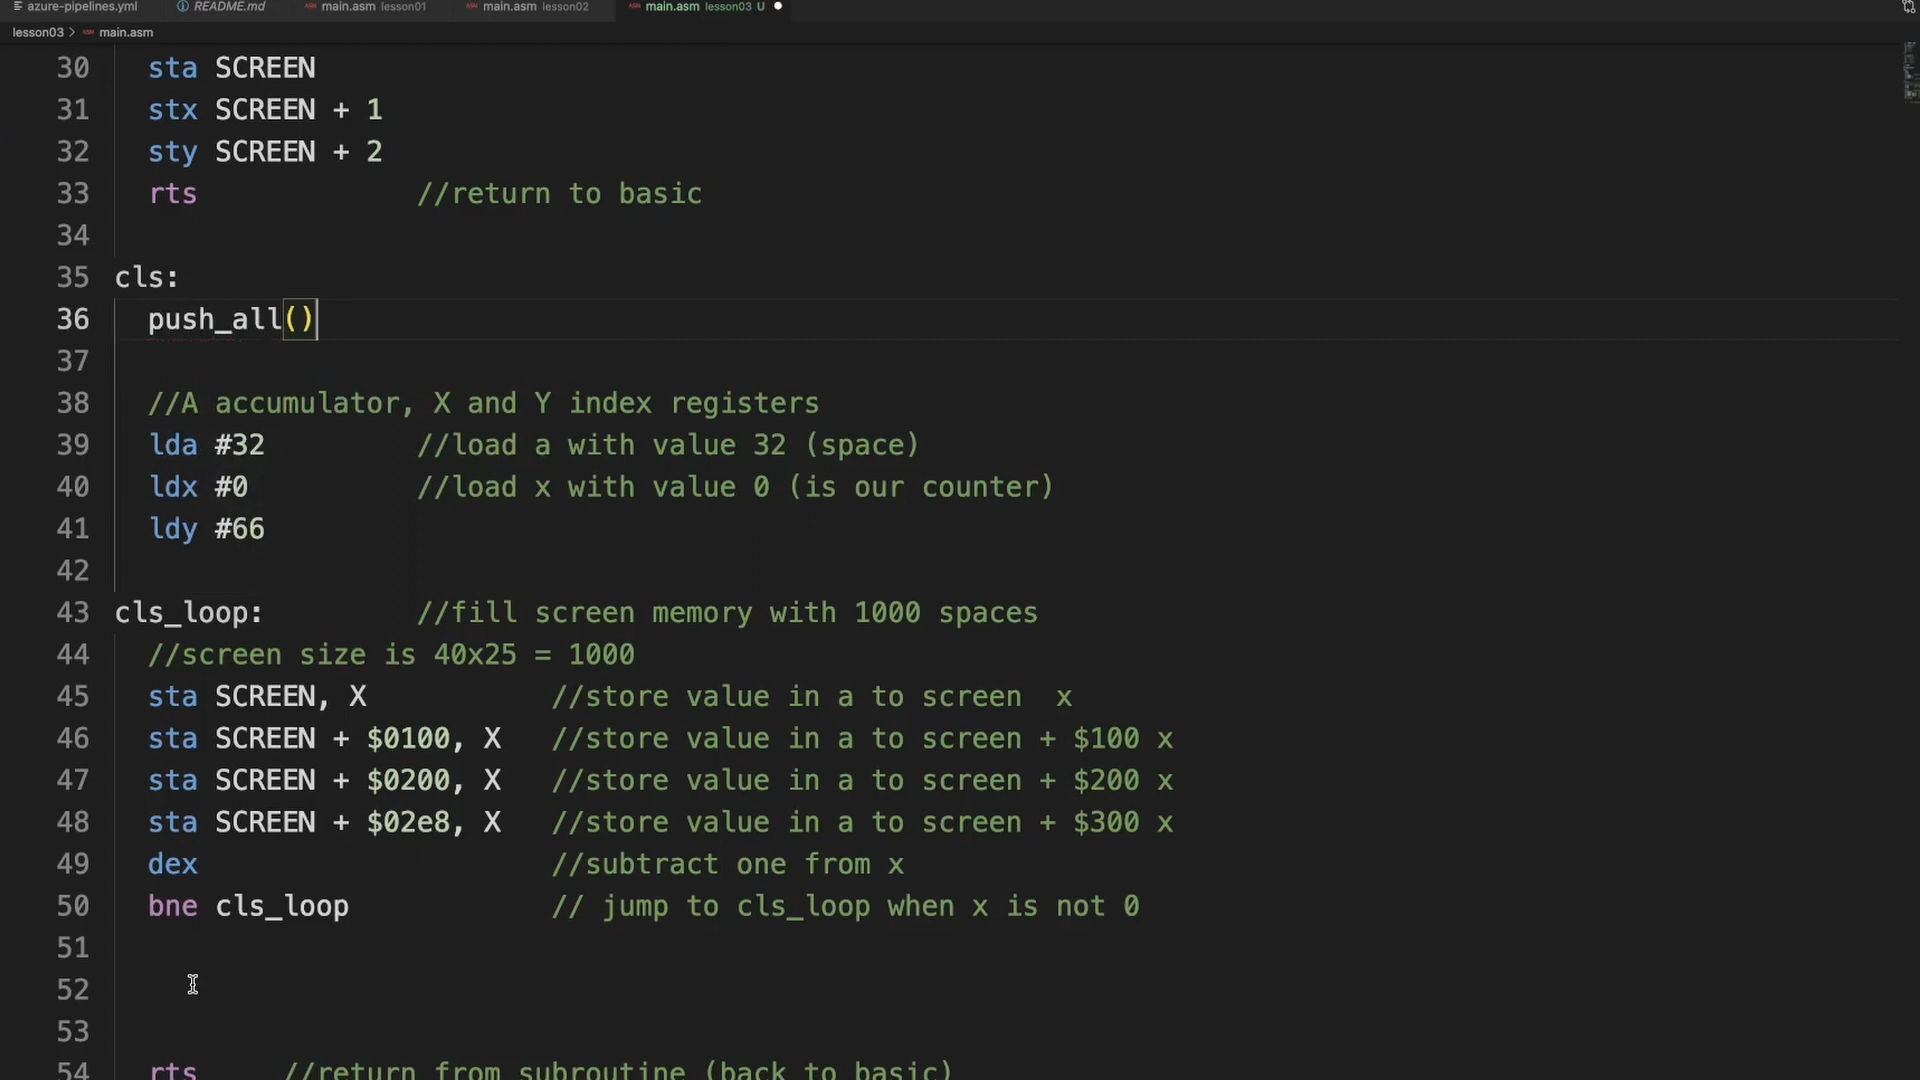 azure-pipelines.yml README.md main.asm lesson01 main.asm lesson02 main.asm lesson03 U
lesson03 > main.asm
30 sta SCREEN
31 stx SCREEN + 1
32 sty SCREEN + 2
33 rts //return to basic
34
35 cls:
36 push_all()
37
38 //A accumulator, X and Y index registers
39 lda #32 //load a with value 32 (space)
40 ldx #0 //load x with value 0 (is our counter)
41 ldy #66
42
43 cls_loop: //fill screen memory with 1000 spaces
44 //screen size is 40x25 = 1000
45 sta SCREEN, X //store value in a to screen  x
46 sta SCREEN + $0100, X //store value in a to screen + $100 x
47 sta SCREEN + $0200, X //store value in a to screen + $200 x
48 sta SCREEN + $02e8, X //store value in a to screen + $300 x
49 dex //subtract one from x
50 bne cls_loop // jump to cls_loop when x is not 0
51
52
53
54 rts //return from subroutine (back to basic)